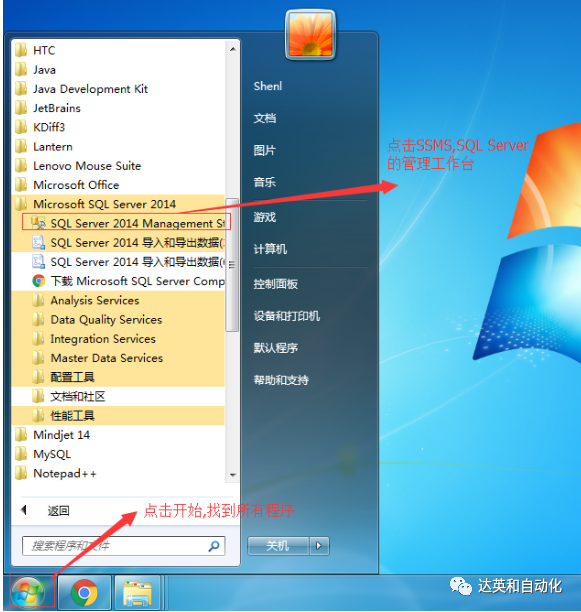 HTC
Java
Java Development Kit
JetBrains
KDiff3
Lantern
Lenovo Mouse Suite
Microsoft Office
Microsoft SQL Server 2014
SQL Server 2014 Management St
SQL Server 2014 导入和导出数据(
SQL Server 2014 导入和导出数据(
下载 Microsoft SQL Server Comp
Analysis Services
Data Quality Services
Integration Services
Master Data Services
配置工具
文档和社区
性能工具
Mindjet 14
MySQL
Notepad++
返回
搜索程序和文件
Shenl
文档
图片
音乐
游戏
计算机
控制面板
设备和打印机
默认程序
帮助和支持
关机
点击SSMS,SQL Server
的管理工作台
点击开始,找到所有程序
达英和自动化